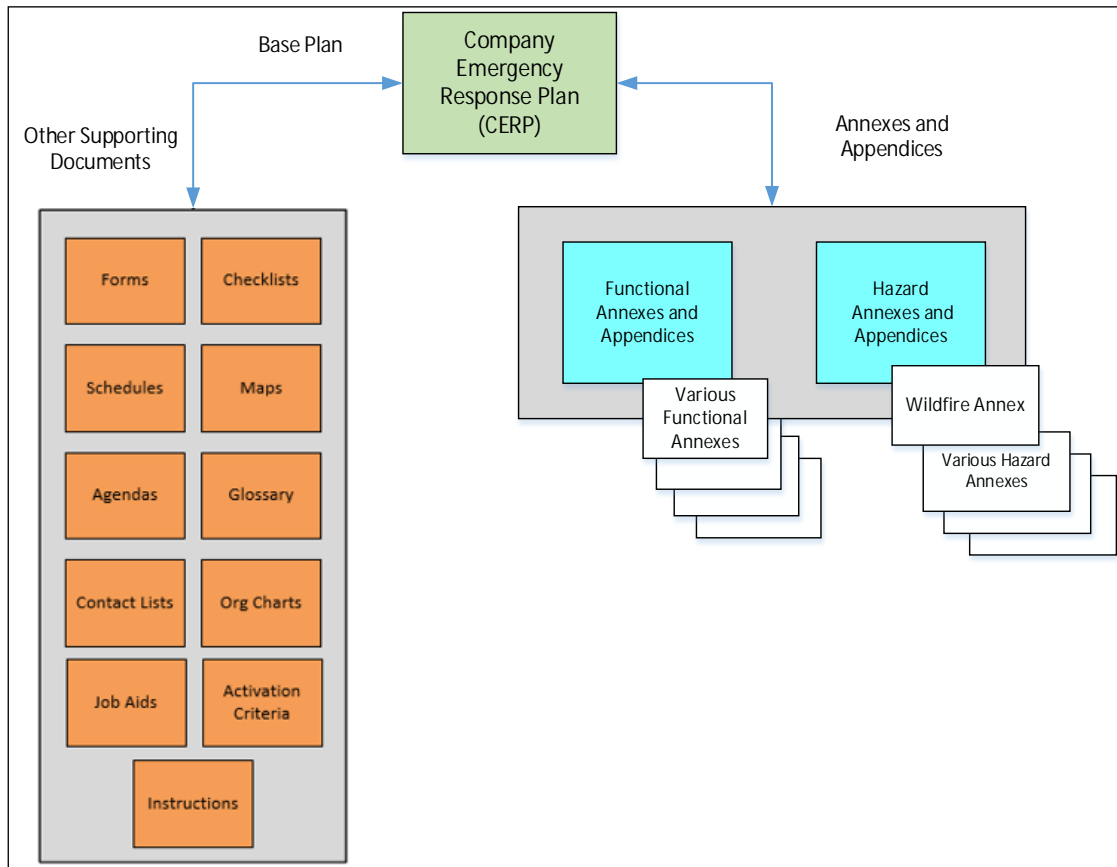 Base Plan
Company
Emergency
Response Plan
(CERP)
Other Supporting
Documents
Annexes and
Appendices
Forms
Checklists
Schedules
Maps
Agendas
Glossary
Contact Lists
Org Charts
Job Aids
Activation
Criteria
Instructions
Functional
Annexes and
Appendices
Hazard
Annexes and
Appendices
Various
Functional
Annexes
Wildfire Annex
Various Hazard
Annexes